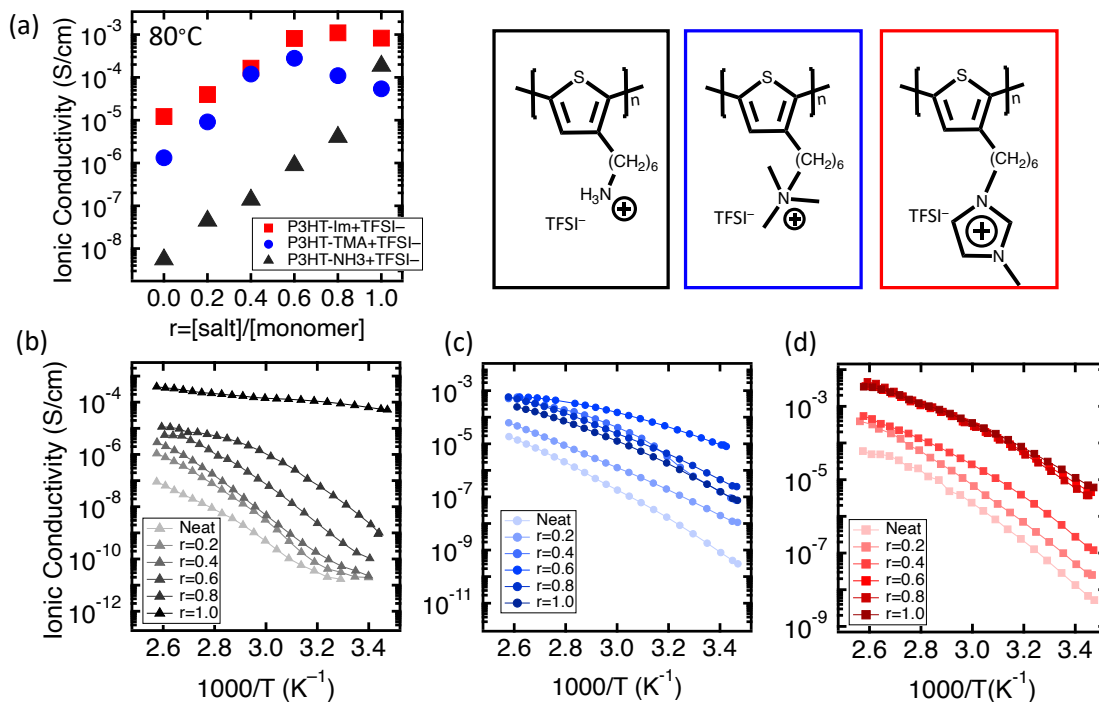 (a)
80°C
Ionic Conductivity (S/cm)
10⁻³
10⁻⁴
10⁻⁵
10⁻⁶
10⁻⁷
10⁻⁸
P3HT-Im+TFSI–
P3HT-TMA+TFSI–
P3HT-NH3+TFSI–
0.0 0.2 0.4 0.6 0.8 1.0
r=[salt]/[monomer]
S
n
(CH₂)₆
H₃N
+
TFSI⁻
S
n
(CH₂)₆
N
+
TFSI⁻
S
n
(CH₂)₆
N
TFSI⁻
+
N
(b)
Ionic Conductivity (S/cm)
10⁻⁴
10⁻⁶
10⁻⁸
10⁻¹⁰
10⁻¹²
Neat
r=0.2
r=0.4
r=0.6
r=0.8
r=1.0
2.6 3.0 3.4
1000/T (K⁻¹)
(c)
10⁻³
10⁻⁵
10⁻⁷
10⁻⁹
10⁻¹¹
Neat
r=0.2
r=0.4
r=0.6
r=0.8
r=1.0
2.6 2.8 3.0 3.2 3.4
1000/T (K⁻¹)
(d)
10⁻³
10⁻⁵
10⁻⁷
10⁻⁹
Neat
r=0.2
r=0.4
r=0.6
r=0.8
r=1.0
2.6 2.8 3.0 3.2 3.4
1000/T(K⁻¹)